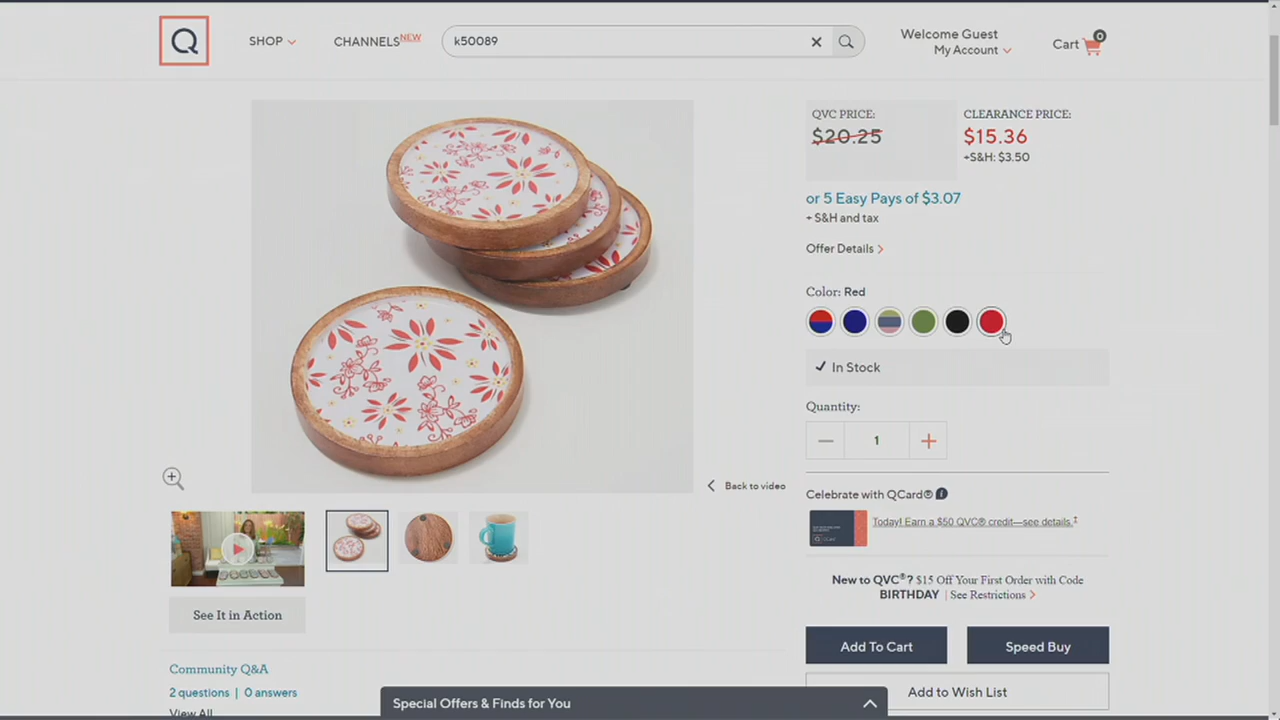 Q
SHOP
CHANNELS NEW
k50089
Welcome Guest
My Account
Cart 0
QVC PRICE:
$20.25
CLEARANCE PRICE:
$15.36
+S&H: $3.50
or 5 Easy Pays of $3.07
+ S&H and tax
Offer Details
Color: Red
In Stock
Quantity:
1
Back to video
Celebrate with QCard®
Today! Earn a $50 QVC® credit—see details.‡
New to QVC®? $15 Off Your First Order with Code
BIRTHDAY | See Restrictions
See It in Action
Add To Cart
Speed Buy
Add to Wish List
Community Q&A
2 questions | 0 answers
View All
Special Offers & Finds for You